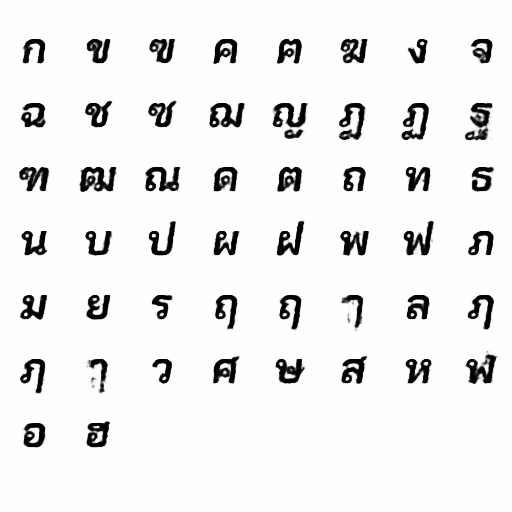 ก ข ฃ ค ฅ ฆ ง จ
ฉ ช ซ ฌ ญ ฎ ฏ ฐ
ฑ ฒ ณ ด ต ถ ท ธ
น บ ป ผ ฝ พ ฟ ภ
ม ย ร ฤ ฤ ล ฦ
ฦ ว ศ ษ ส ห ฬ
อ ฮ